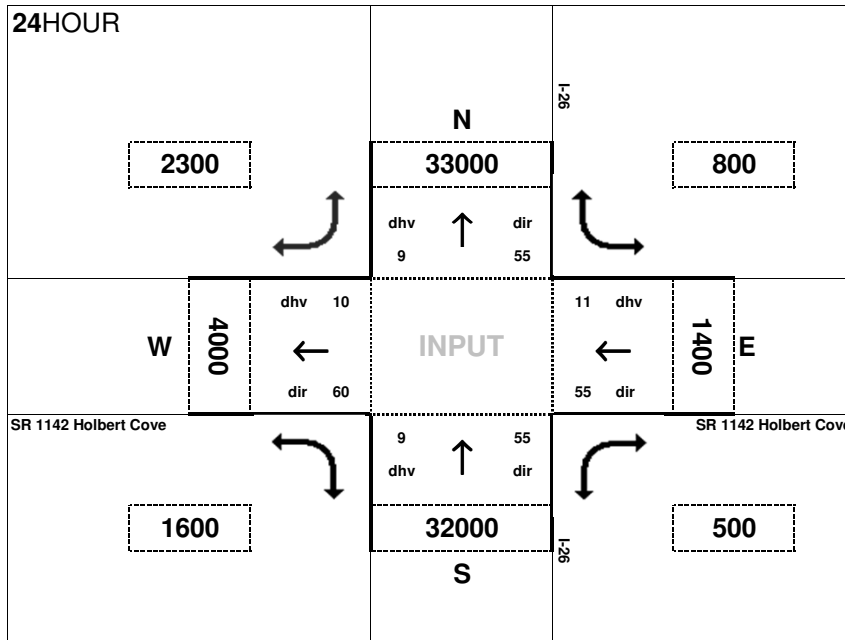 24HOUR
I-26
N
2300 33000 800
dhv dir
9 55
dhv 10 11 dhv
W 4000 INPUT 1400 E
dir 60 55 dir
SR 1142 Holbert Cove SR 1142 Holbert Cove
9 55
dhv dir
1600 32000 500
I-26
S